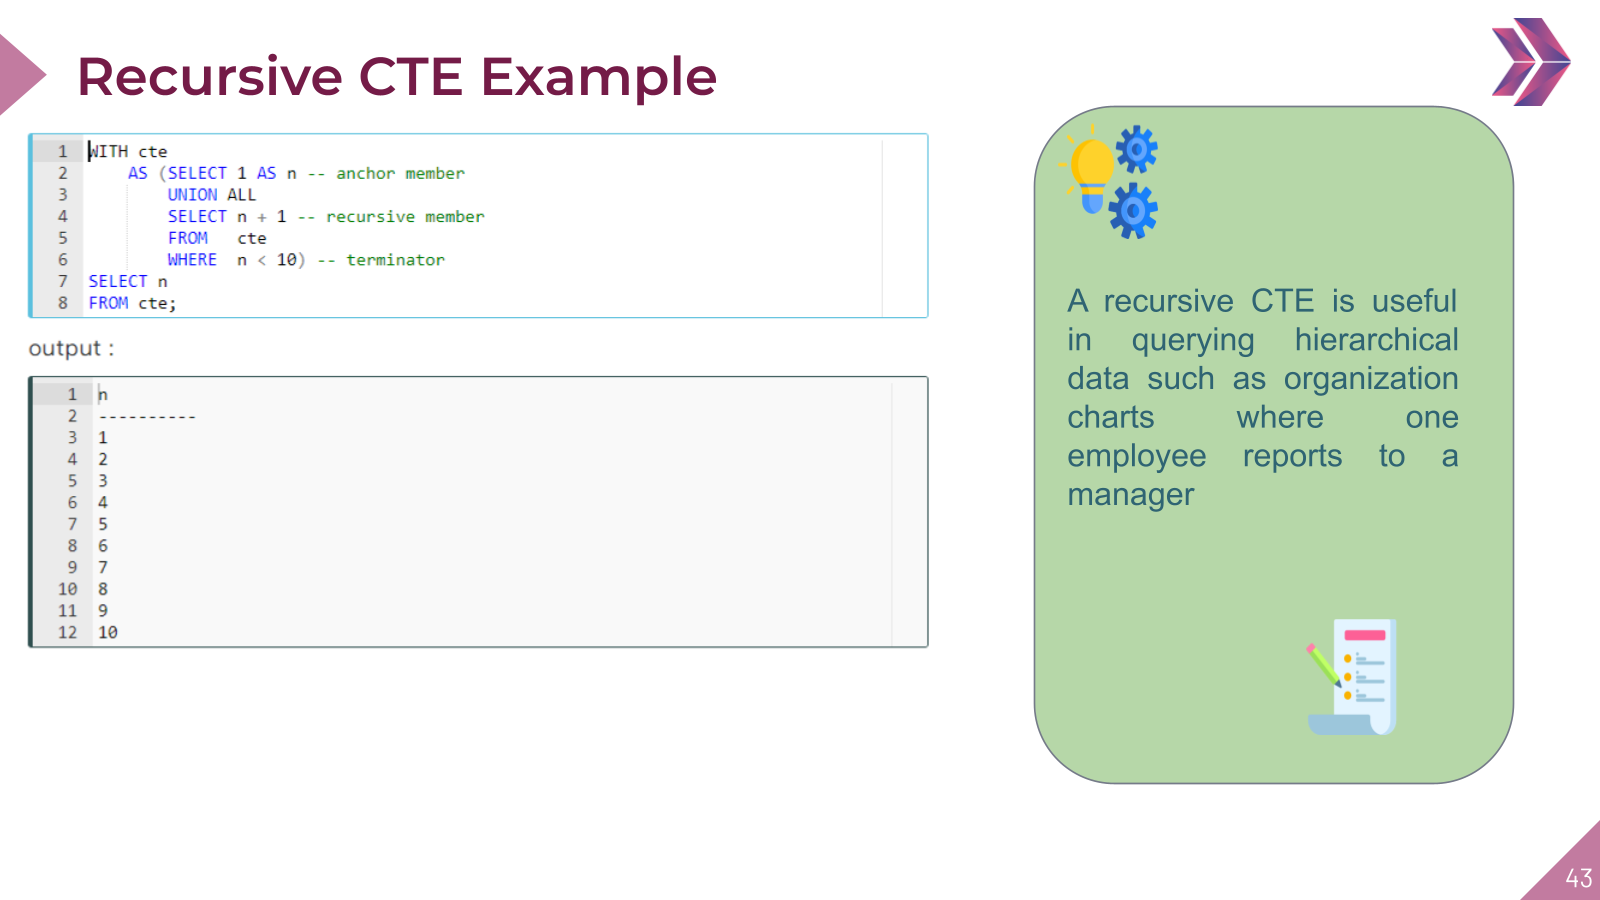 Recursive CTE Example
1 WITH cte
2 AS (SELECT 1 AS n -- anchor member
3 UNION ALL
4 SELECT n + 1 -- recursive member
5 FROM cte
6 WHERE n < 10) -- terminator
7 SELECT n
8 FROM cte;
output :
1 n
2 ----------
3 1
4 2
5 3
6 4
7 5
8 6
9 7
10 8
11 9
12 10
A recursive CTE is useful
in querying hierarchical
data such as organization
charts where one
employee reports to a
manager
43